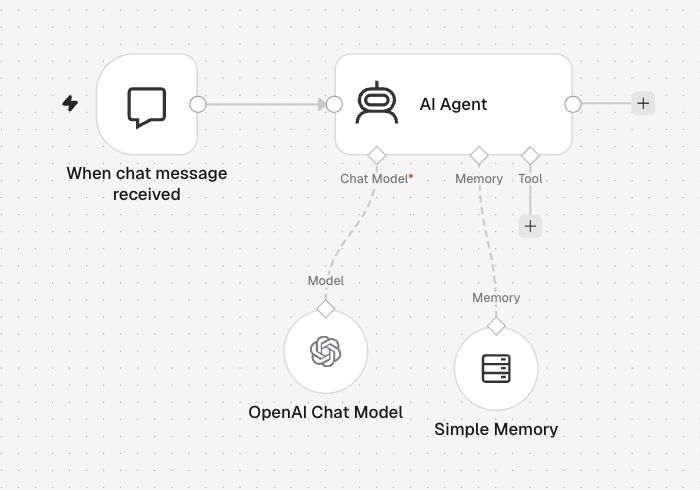 AI Agent
When chat message
received
Chat Model*
Memory
Tool
Model
Memory
OpenAI Chat Model
Simple Memory